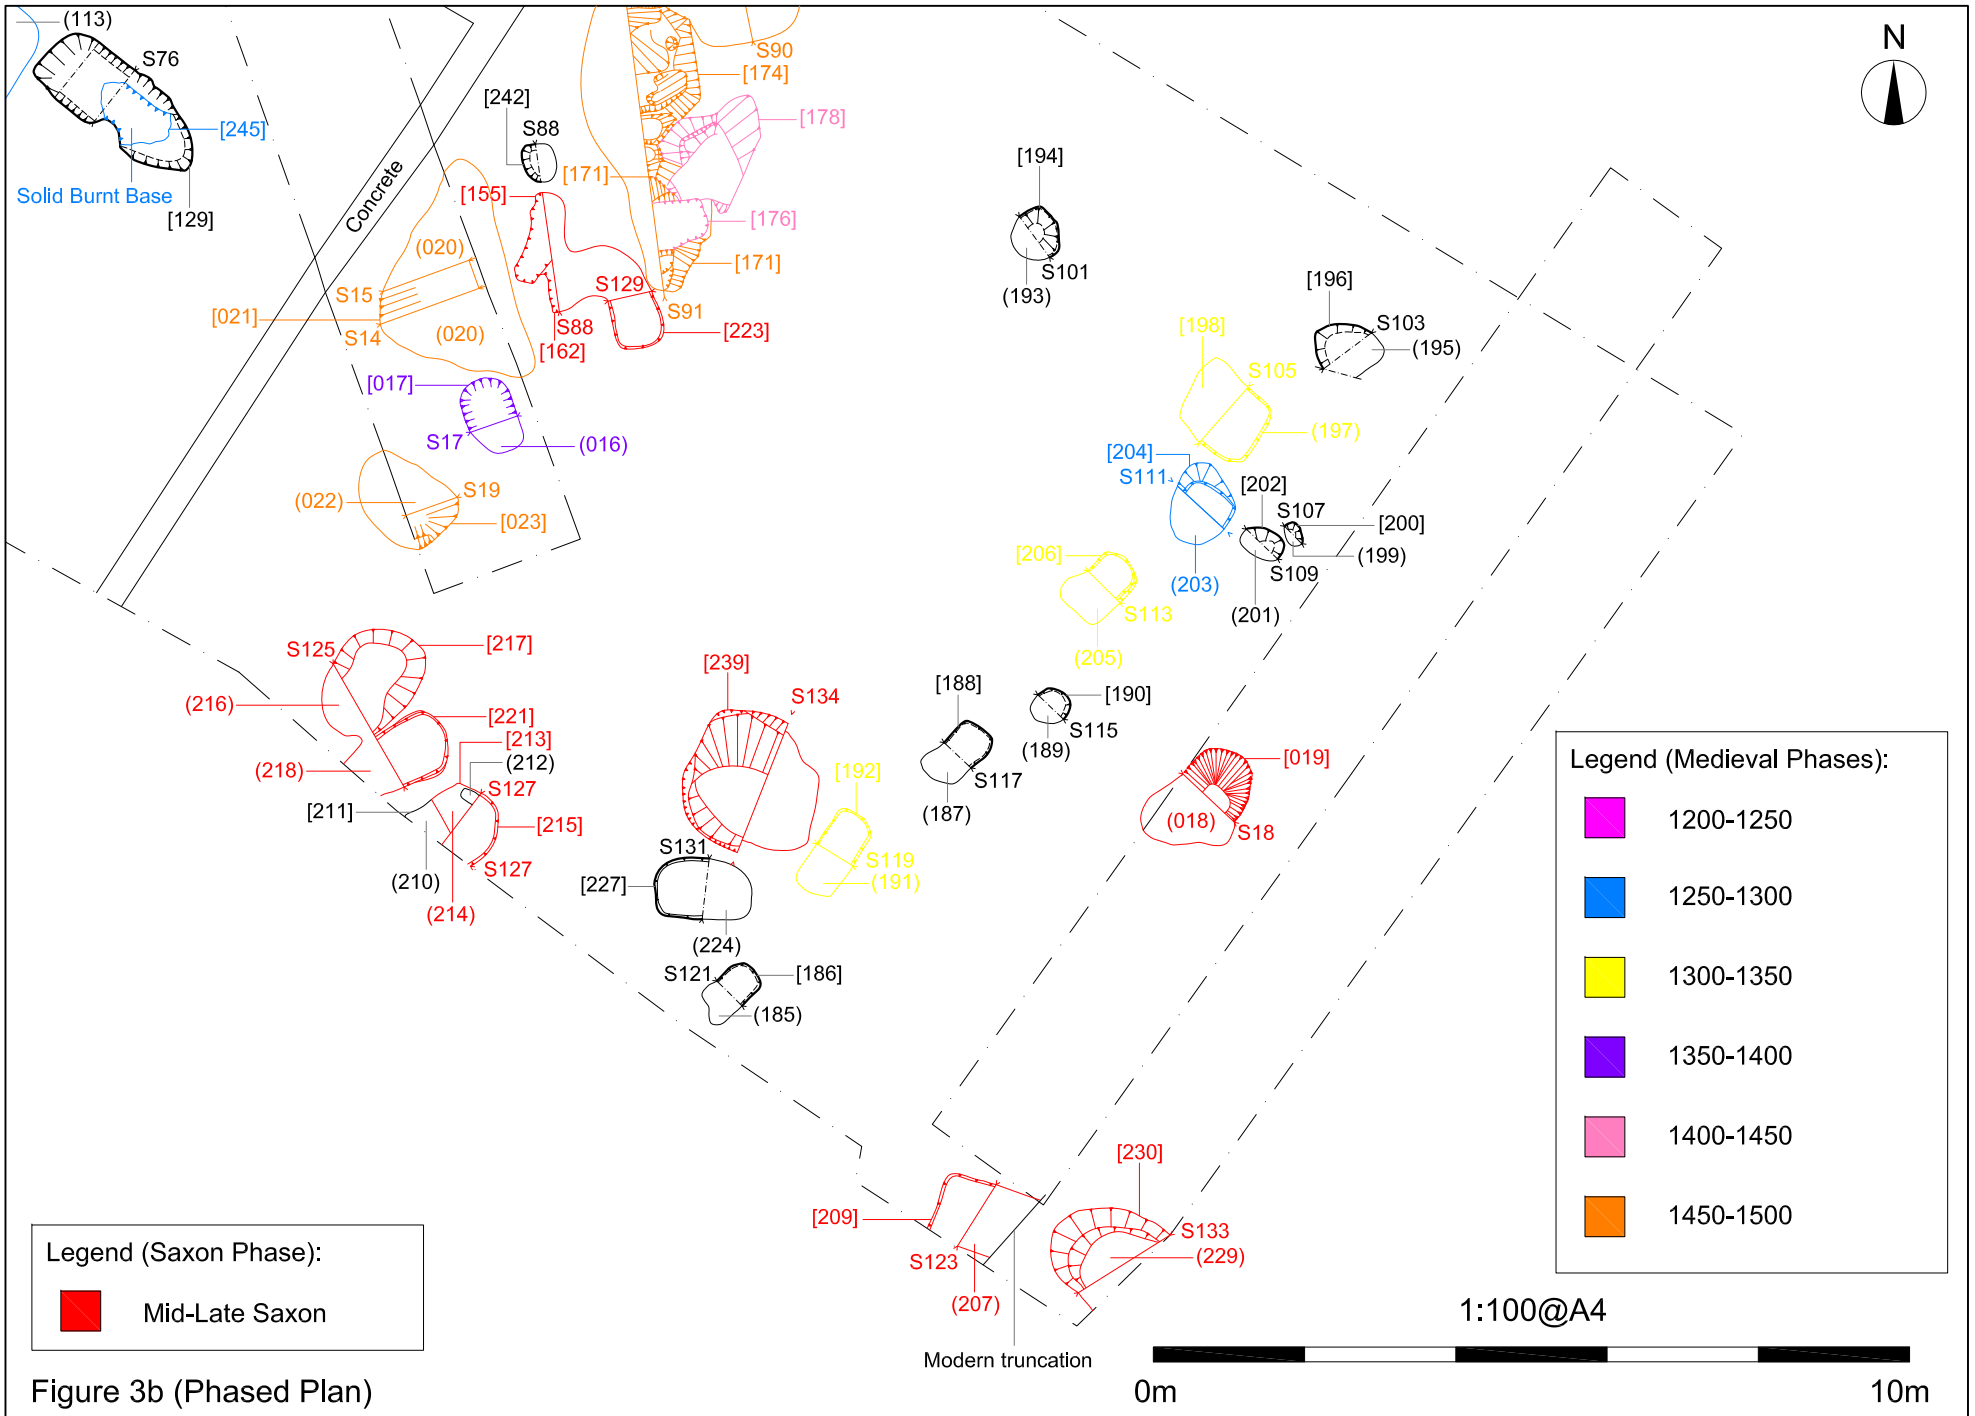 (113)
S76
[245]
Solid Burnt Base
[129]
Concrete
[242]
S88
S90
[174]
[178]
[171]
[155]
[176]
[171]
(020)
S15
[021]
S14
(020)
S129
S91
S88
[223]
[162]
[017]
S17
(016)
(022)
S19
[023]
N
[194]
S101
(193)
[196]
S103
(195)
[198]
S105
(197)
[204]
S111
(203)
[202]
S107
[200]
(199)
S109
(201)
[206]
S113
(205)
S125
[217]
(216)
[221]
[213]
(212)
(218)
S127
[211]
[215]
S127
(210)
(214)
[239]
S134
[188]
[190]
S115
(189)
S117
(187)
[192]
S119
(191)
S131
[227]
(224)
S121
[186]
(185)
[019]
(018)
S18
[230]
[209]
S133
(229)
S123
(207)
Modern truncation
Legend (Medieval Phases):
1200-1250
1250-1300
1300-1350
1350-1400
1400-1450
1450-1500
Legend (Saxon Phase):
Mid-Late Saxon
1:100@A4
0m
10m
Figure 3b (Phased Plan)